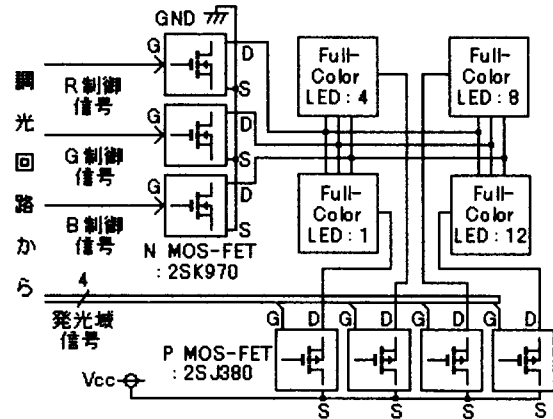 GND
G
D
S
G
D
S
G
D
S
調光回路から
R制御
信号
G制御
信号
B制御
信号
N MOS-FET
:2SK970
Full-
Color
LED:4
Full-
Color
LED:8
Full-
Color
LED:1
Full-
Color
LED:12
4
発光域
信号
P MOS-FET
:2SJ380
Vcc
G D
G D
G D
G D
S
S
S
S